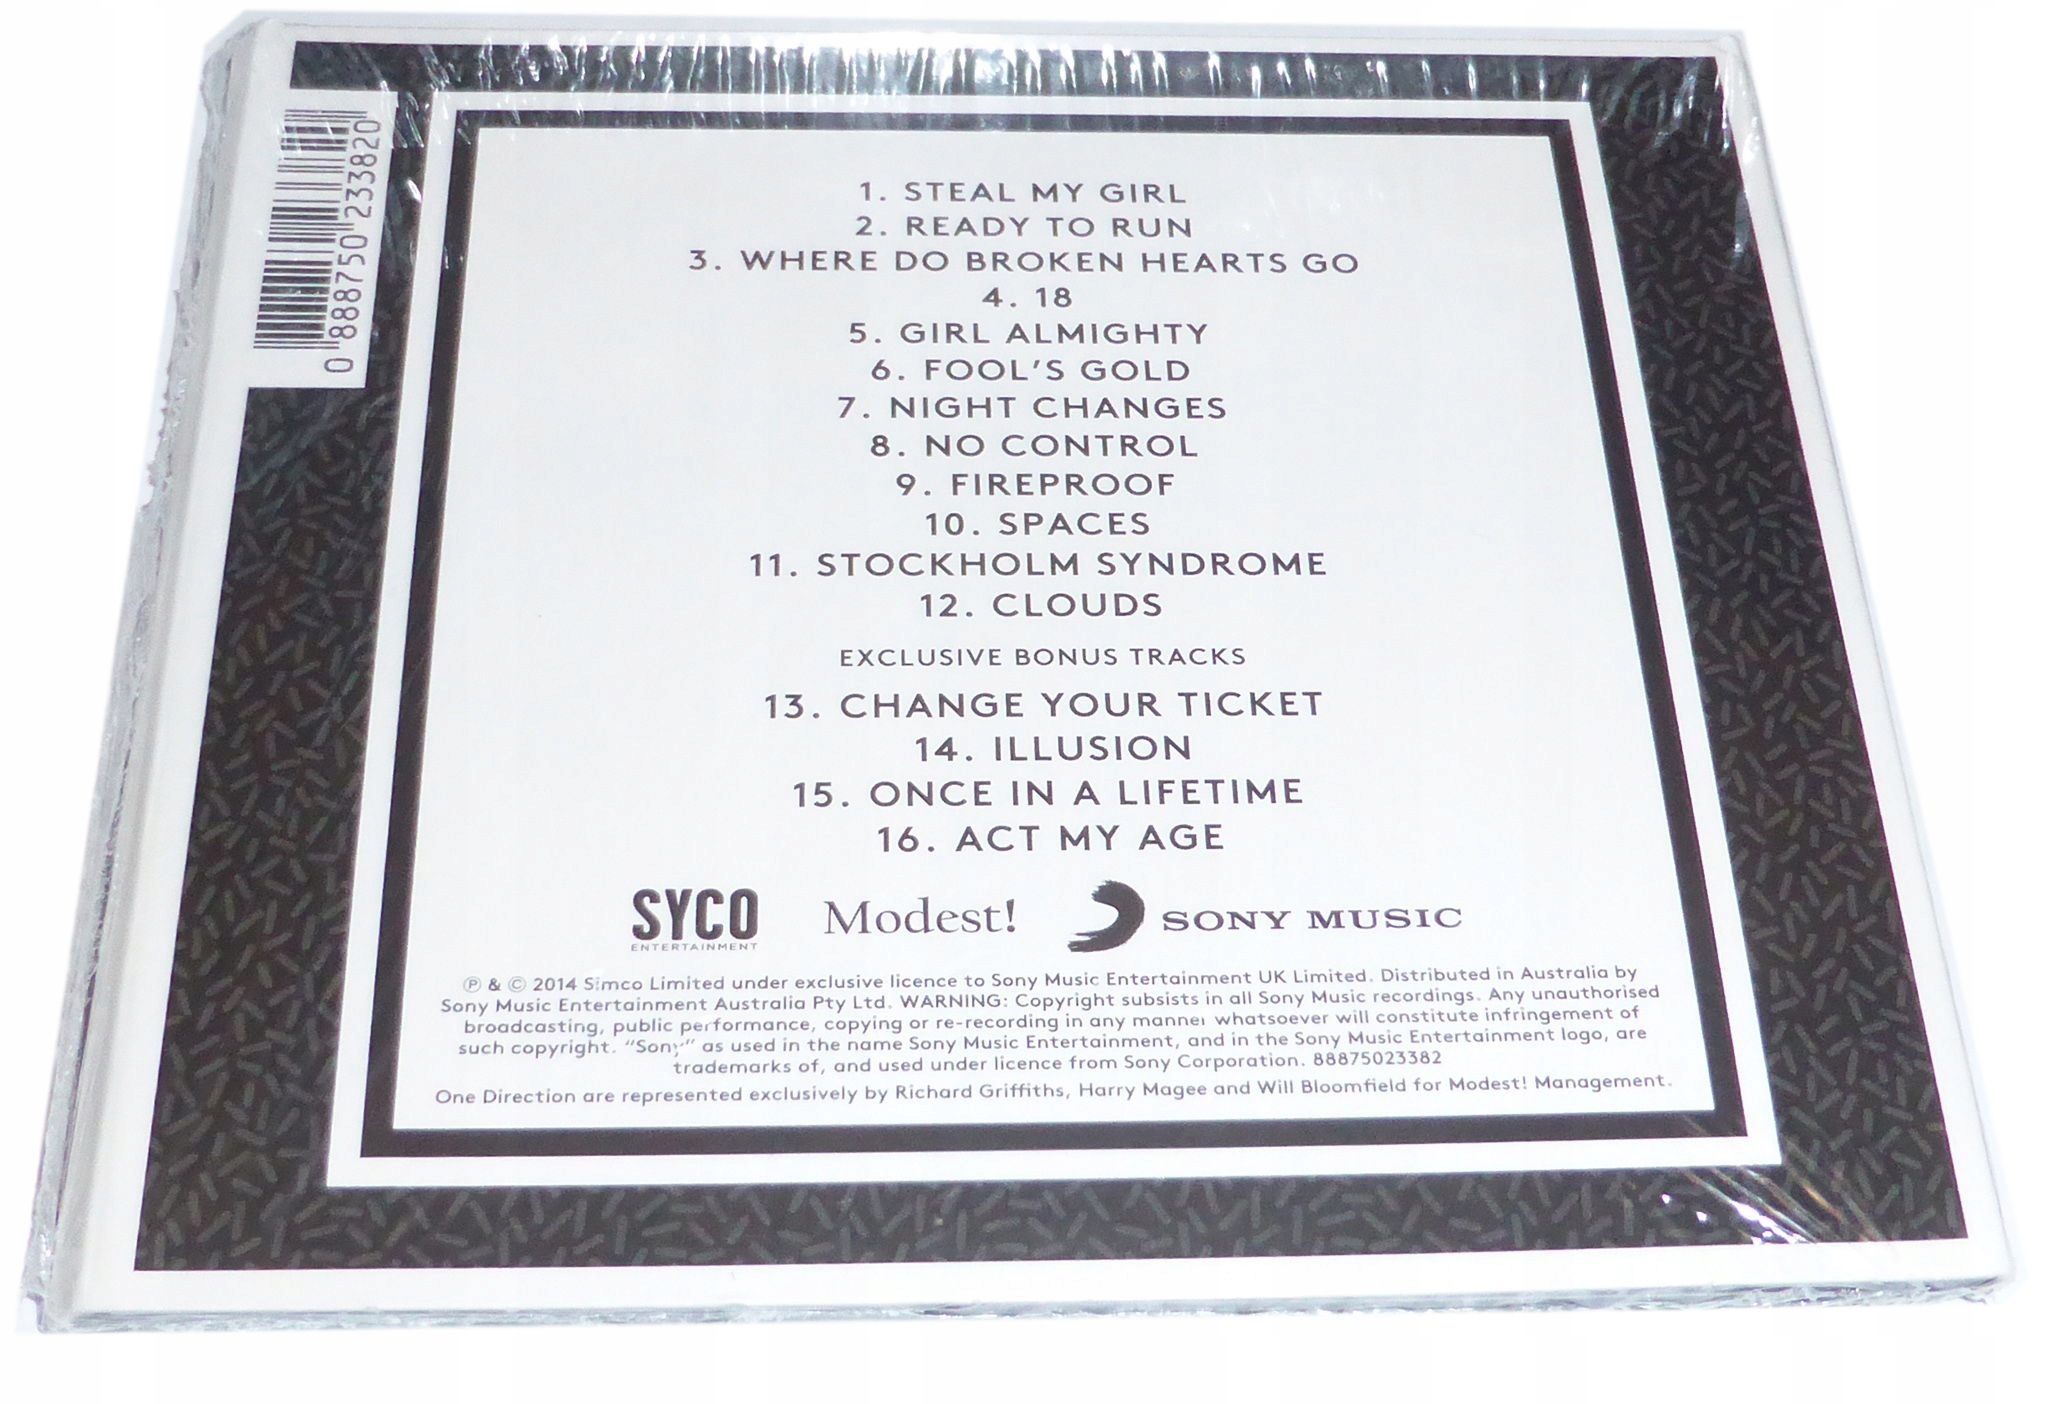 0 888750 233820
1. STEAL MY GIRL
2. READY TO RUN
3. WHERE DO BROKEN HEARTS GO
4. 18
5. GIRL ALMIGHTY
6. FOOL'S GOLD
7. NIGHT CHANGES
8. NO CONTROL
9. FIREPROOF
10. SPACES
11. STOCKHOLM SYNDROME
12. CLOUDS
EXCLUSIVE BONUS TRACKS
13. CHANGE YOUR TICKET
14. ILLUSION
15. ONCE IN A LIFETIME
16. ACT MY AGE
SYCO
ENTERTAINMENT
Modest!
SONY MUSIC
℗ & © 2014 Simco Limited under exclusive licence to Sony Music Entertainment UK Limited. Distributed in Australia by
Sony Music Entertainment Australia Pty Ltd. WARNING: Copyright subsists in all Sony Music recordings. Any unauthorised
broadcasting, public performance, copying or re-recording in any manner whatsoever will constitute infringement of
such copyright. "Sony" as used in the name Sony Music Entertainment, and in the Sony Music Entertainment logo, are
trademarks of, and used under licence from Sony Corporation. 88875023382
One Direction are represented exclusively by Richard Griffiths, Harry Magee and Will Bloomfield for Modest! Management.